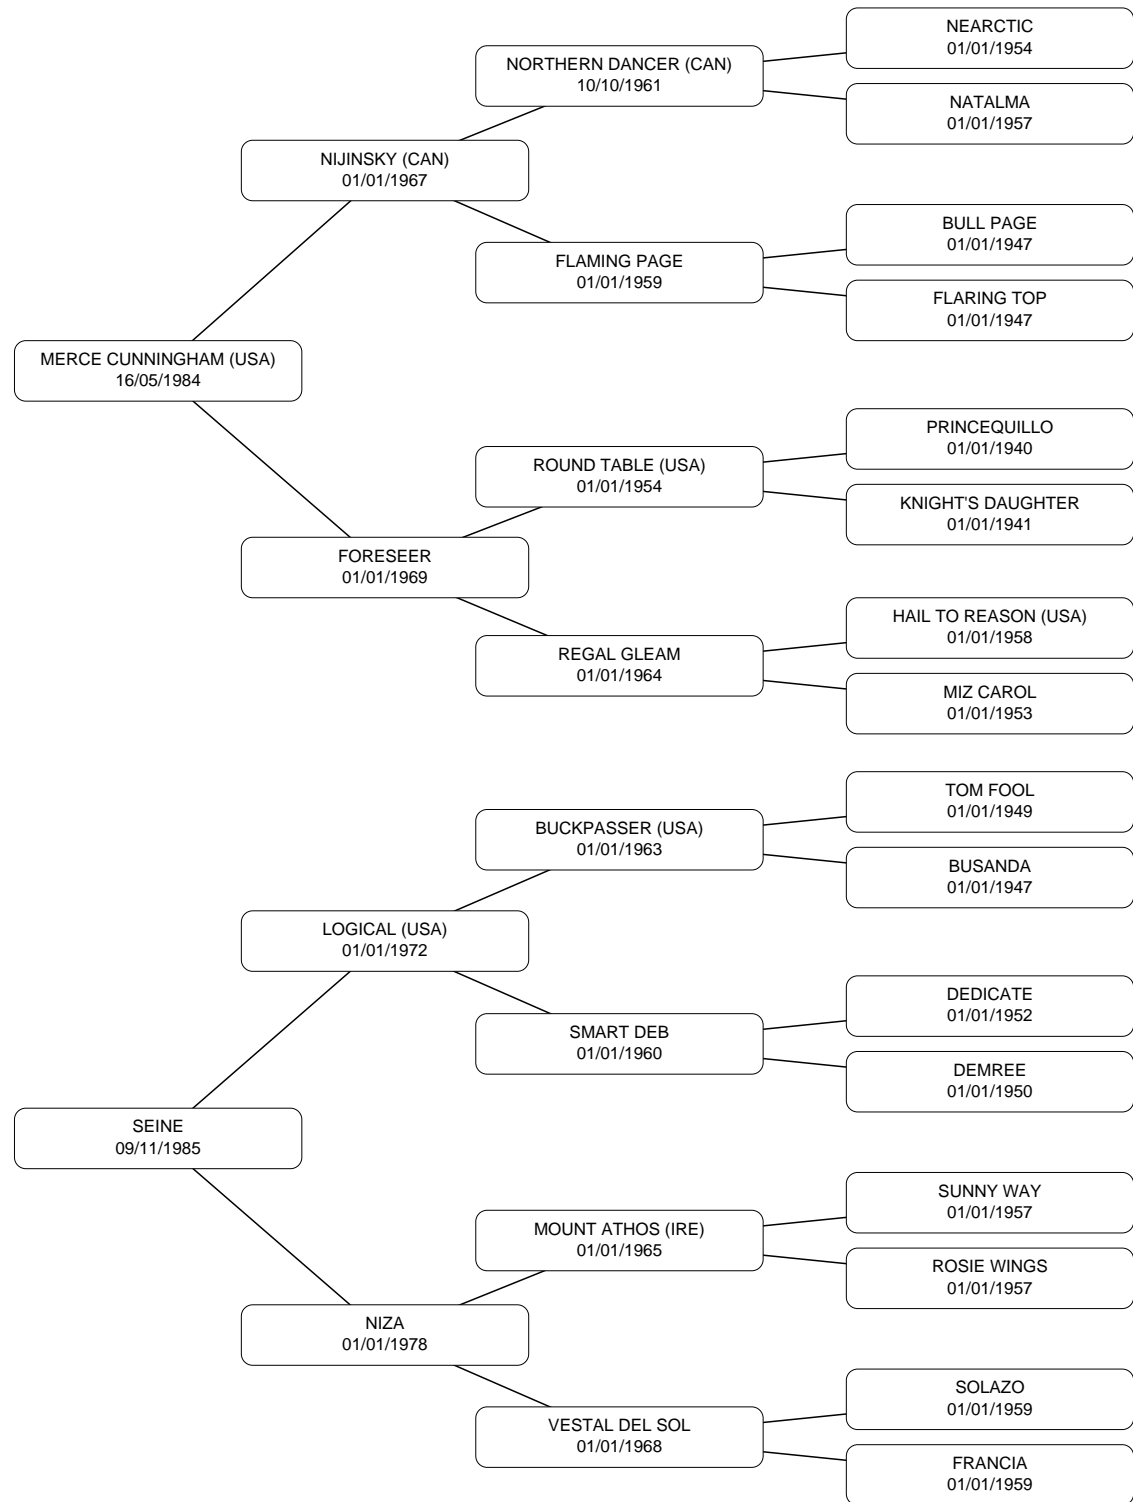 NEARCTIC
01/01/1954
NORTHERN DANCER (CAN)
10/10/1961
NATALMA
01/01/1957
NIJINSKY (CAN)
01/01/1967
BULL PAGE
01/01/1947
FLAMING PAGE
01/01/1959
FLARING TOP
01/01/1947
MERCE CUNNINGHAM (USA)
16/05/1984
PRINCEQUILLO
01/01/1940
ROUND TABLE (USA)
01/01/1954
KNIGHT'S DAUGHTER
01/01/1941
FORESEER
01/01/1969
HAIL TO REASON (USA)
01/01/1958
REGAL GLEAM
01/01/1964
MIZ CAROL
01/01/1953
TOM FOOL
01/01/1949
BUCKPASSER (USA)
01/01/1963
BUSANDA
01/01/1947
LOGICAL (USA)
01/01/1972
DEDICATE
01/01/1952
SMART DEB
01/01/1960
DEMREE
01/01/1950
SEINE
09/11/1985
SUNNY WAY
01/01/1957
MOUNT ATHOS (IRE)
01/01/1965
ROSIE WINGS
01/01/1957
NIZA
01/01/1978
SOLAZO
01/01/1959
VESTAL DEL SOL
01/01/1968
FRANCIA
01/01/1959